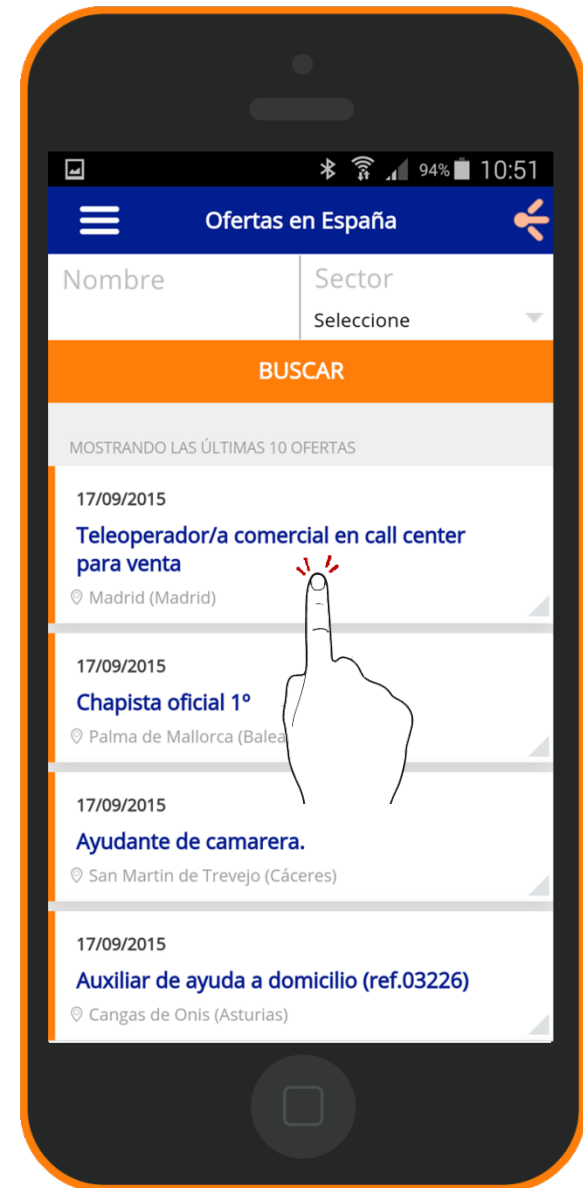 94% 10:51
Ofertas en España
Nombre Sector
Seleccione
BUSCAR
MOSTRANDO LAS ÚLTIMAS 10 OFERTAS
17/09/2015
Teleoperador/a comercial en call center
para venta
Madrid (Madrid)
17/09/2015
Chapista oficial 1º
Palma de Mallorca (Balea
17/09/2015
Ayudante de camarera.
San Martin de Trevejo (Cáceres)
17/09/2015
Auxiliar de ayuda a domicilio (ref.03226)
Cangas de Onis (Asturias)